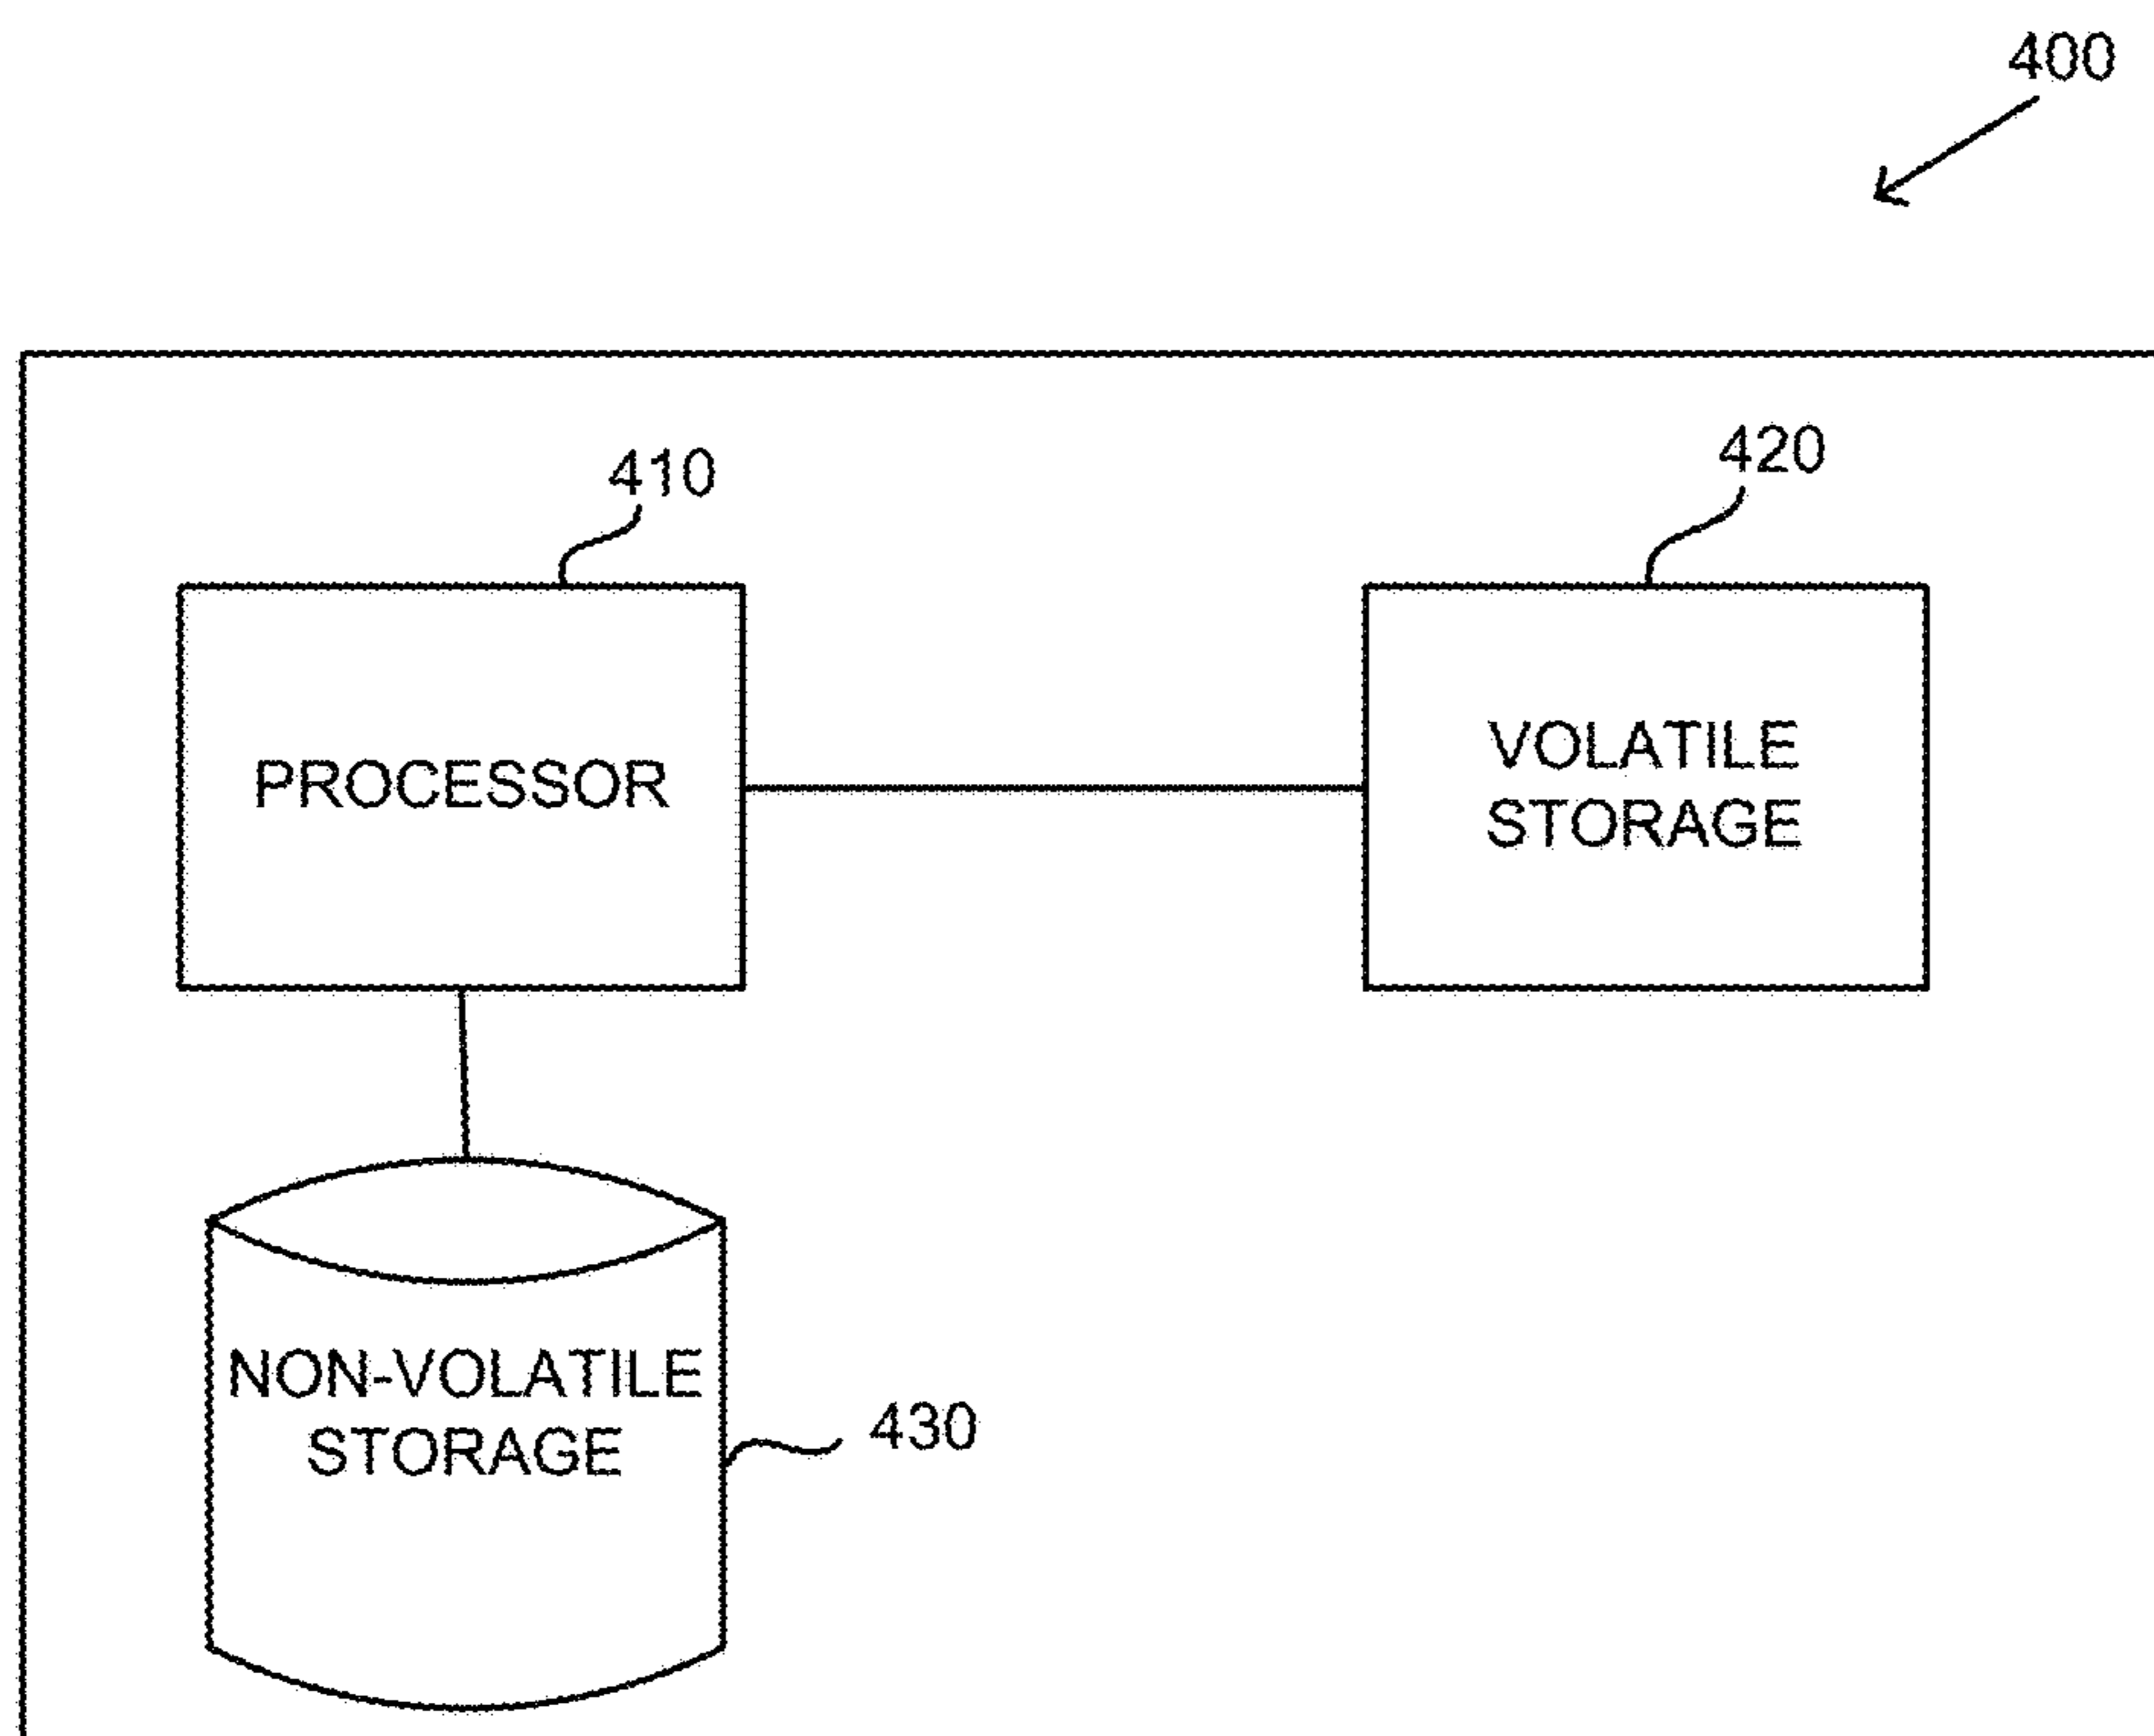 400
410
420
PROCESSOR
VOLATILE
STORAGE
NON-VOLATILE
STORAGE
430